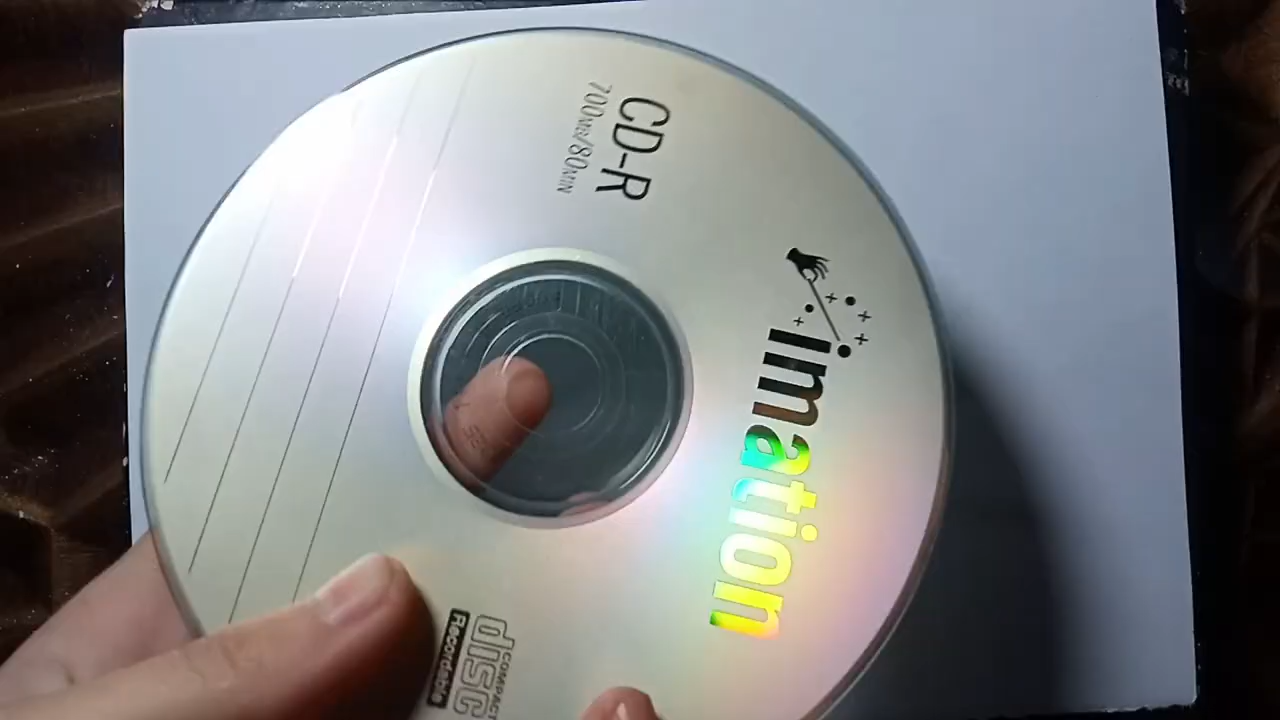 imation
CD-R
700MB/80MIN
COMPACT
disc
Recordable